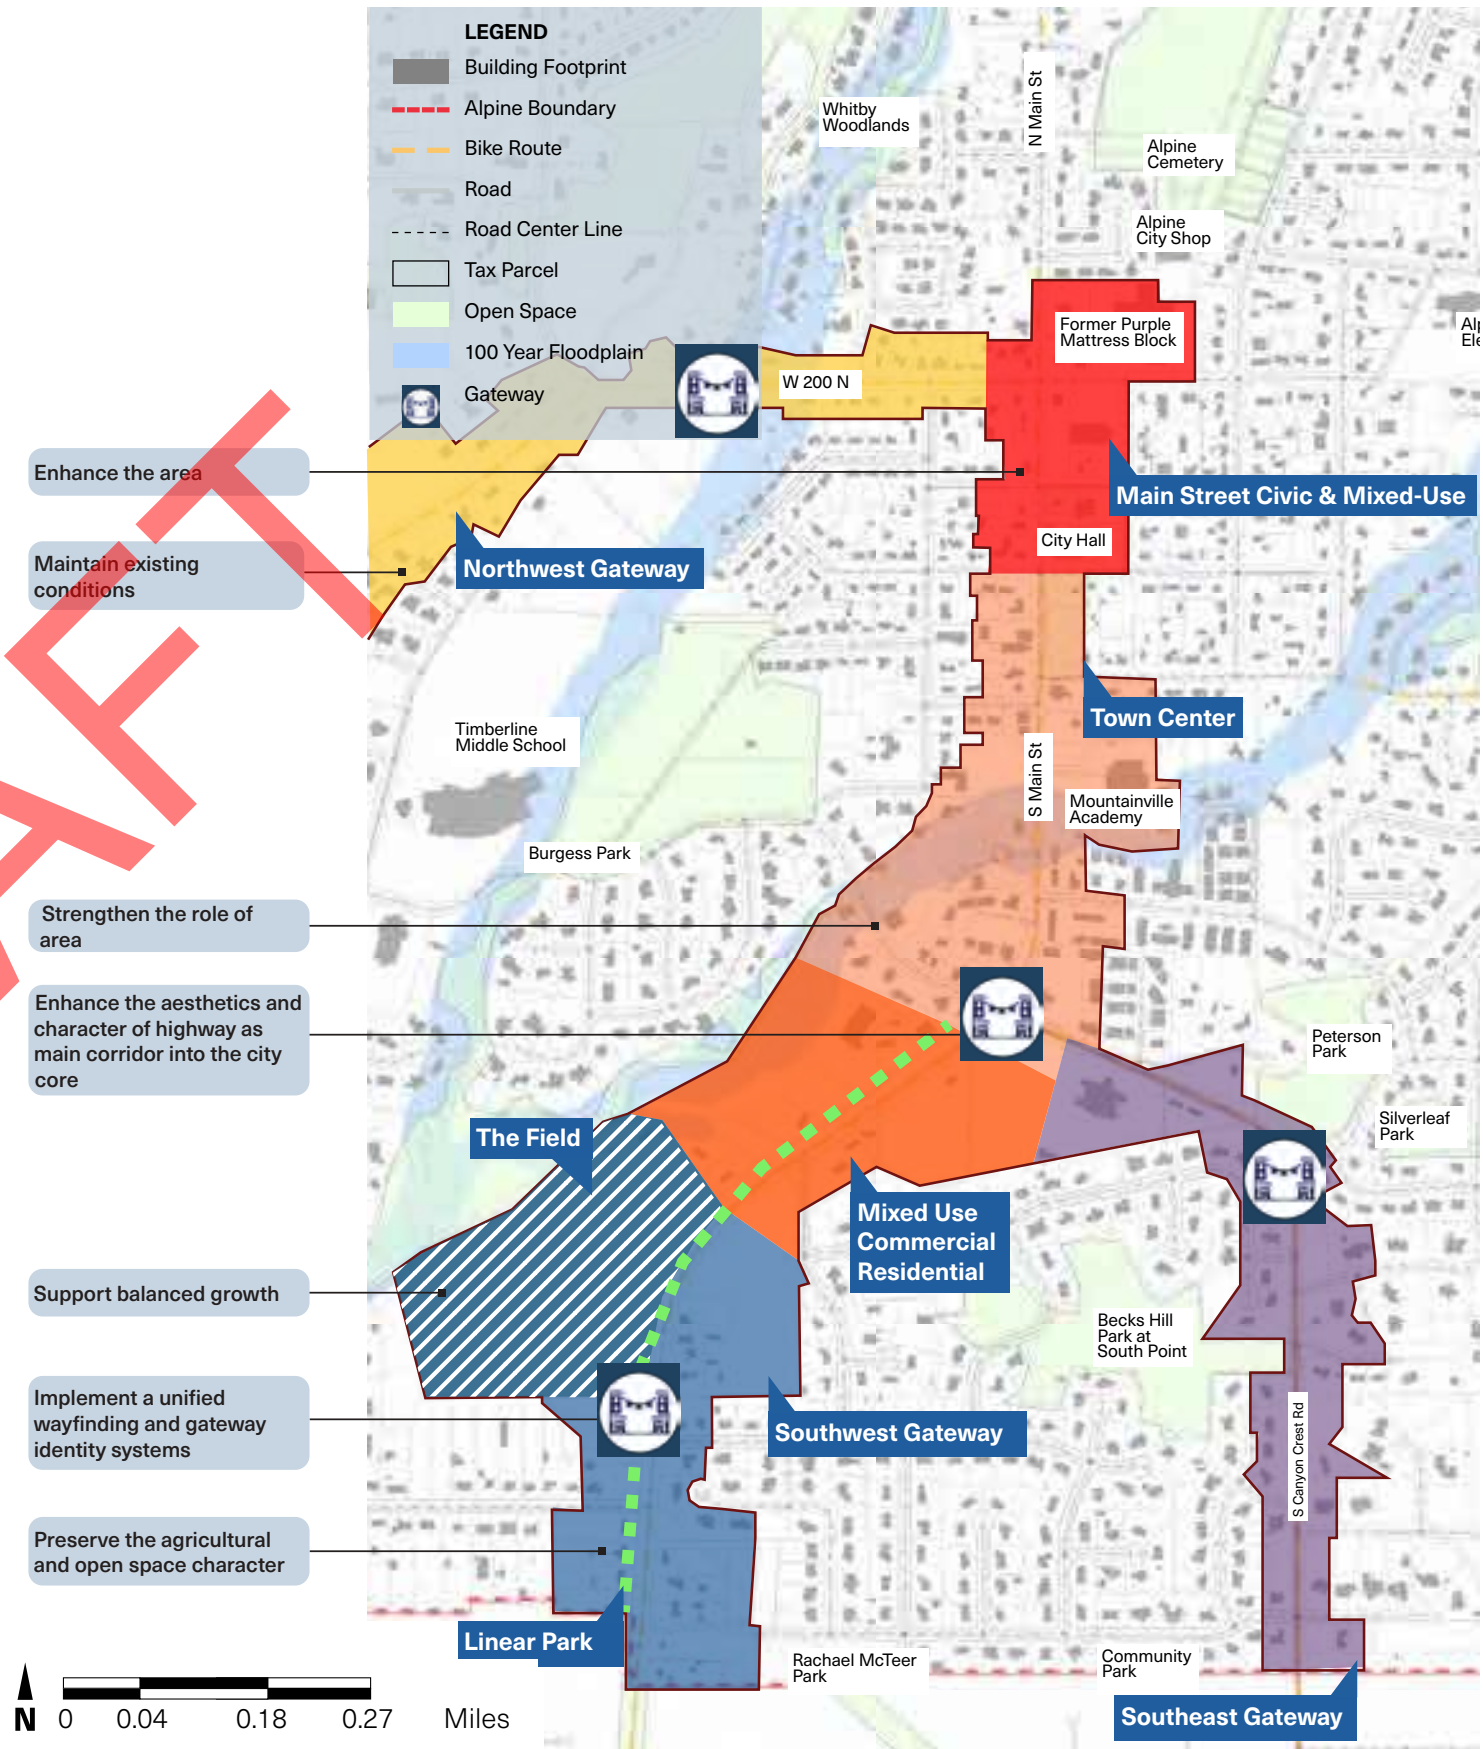 LEGEND
Building Footprint
Alpine Boundary
Bike Route
Road
Road Center Line
Tax Parcel
Open Space
100 Year Floodplain
Gateway
Whitby
Woodlands
N Main St
Alpine
Cemetery
Alpine
City Shop
Former Purple
Mattress Block
W 200 N
Enhance the area
Main Street Civic & Mixed-Use
City Hall
Maintain existing
conditions
Northwest Gateway
Town Center
Timberline
Middle School
S Main St
Mountainville
Academy
Burgess Park
Strengthen the role of
area
Enhance the aesthetics and
character of highway as
main corridor into the city
core
Peterson
Park
Silverleaf
Park
The Field
Mixed Use
Commercial
Residential
Support balanced growth
Becks Hill
Park at
South Point
Implement a unified
wayfinding and gateway
identity systems
Southwest Gateway
S Canyon Crest Rd
Preserve the agricultural
and open space character
Linear Park
Rachael McTeer
Park
Community
Park
Southeast Gateway
N
0 0.04 0.18 0.27 Miles
AFT